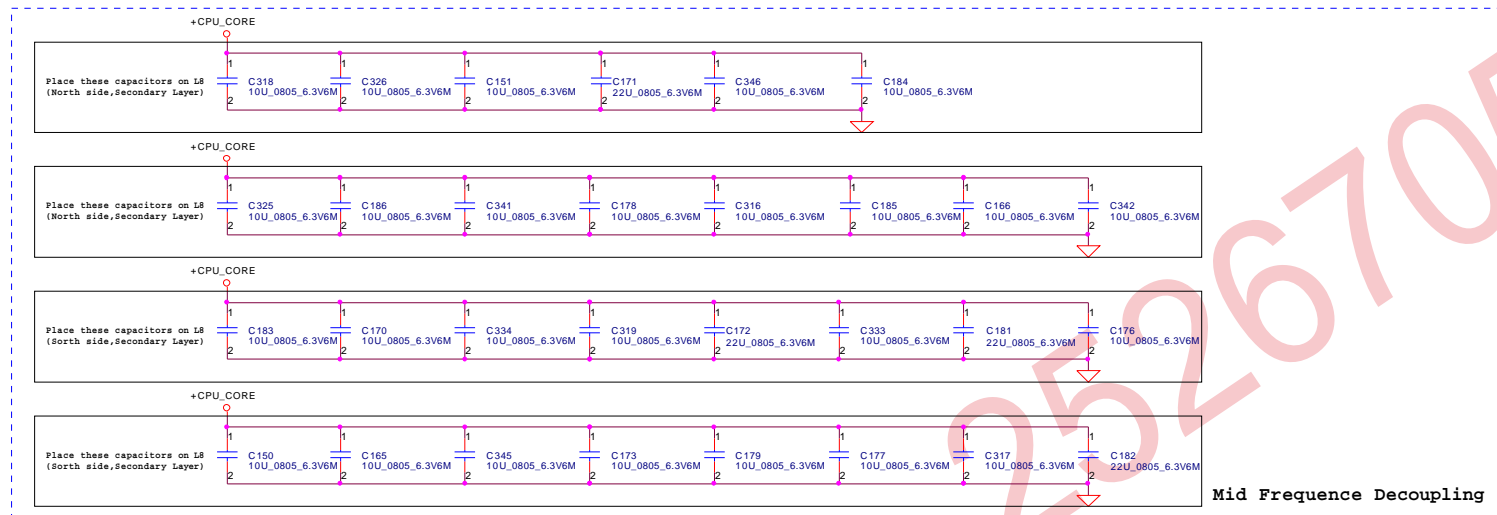 +CPU_CORE
Place these capacitors on L8
(North side,Secondary Layer)
1 1 1 1 1 1
C318 C326 C151 C171 C346 C184
10U_0805_6.3V6M 10U_0805_6.3V6M 10U_0805_6.3V6M 22U_0805_6.3V6M 10U_0805_6.3V6M 10U_0805_6.3V6M
2 2 2 2 2 2
+CPU_CORE
Place these capacitors on L8
(North side,Secondary Layer)
1 1 1 1 1 1 1 1
C325 C186 C341 C178 C316 C185 C166 C342
10U_0805_6.3V6M 10U_0805_6.3V6M 10U_0805_6.3V6M 10U_0805_6.3V6M 10U_0805_6.3V6M 10U_0805_6.3V6M 10U_0805_6.3V6M 10U_0805_6.3V6M
2 2 2 2 2 2 2 2
+CPU_CORE
Place these capacitors on L8
(Sorth side,Secondary Layer)
1 1 1 1 1 1 1 1
C183 C170 C334 C319 C172 C333 C181 C176
10U_0805_6.3V6M 10U_0805_6.3V6M 10U_0805_6.3V6M 10U_0805_6.3V6M 22U_0805_6.3V6M 10U_0805_6.3V6M 22U_0805_6.3V6M 10U_0805_6.3V6M
2 2 2 2 2 2 2 2
+CPU_CORE
Place these capacitors on L8
(Sorth side,Secondary Layer)
1 1 1 1 1 1 1 1
C150 C165 C345 C173 C179 C177 C317 C182
10U_0805_6.3V6M 10U_0805_6.3V6M 10U_0805_6.3V6M 10U_0805_6.3V6M 10U_0805_6.3V6M 10U_0805_6.3V6M 10U_0805_6.3V6M 22U_0805_6.3V6M
2 2 2 2 2 2 2 2
Mid Frequence Decoupling
252670